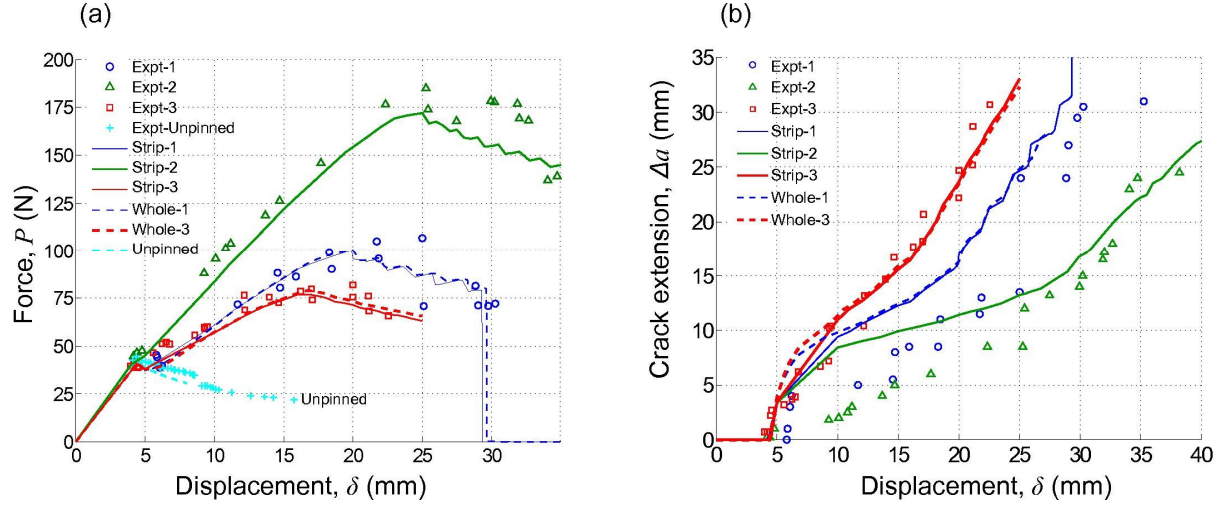 (a)
200
175
150
125
100
75
50
25
0
Force, P (N)
Expt-1
Expt-2
Expt-3
Expt-Unpinned
Strip-1
Strip-2
Strip-3
Whole-1
Whole-3
Unpinned
Unpinned
0 5 10 15 20 25 30
Displacement, δ (mm)
(b)
35
30
25
20
15
10
5
0
Crack extension, Δa (mm)
Expt-1
Expt-2
Expt-3
Strip-1
Strip-2
Strip-3
Whole-1
Whole-3
0 5 10 15 20 25 30 35 40
Displacement, δ (mm)